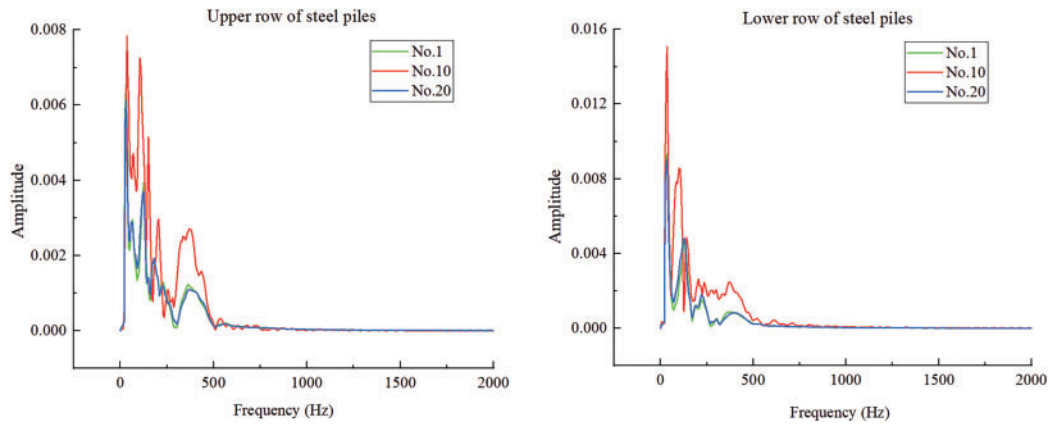 Upper row of steel piles
0.008
0.006
0.004
0.002
0.000
Amplitude
No.1
No.10
No.20
0 500 1000 1500 2000
Frequency (Hz)
Lower row of steel piles
0.016
0.012
0.008
0.004
0.000
Amplitude
No.1
No.10
No.20
0 500 1000 1500 2000
Frequency (Hz)